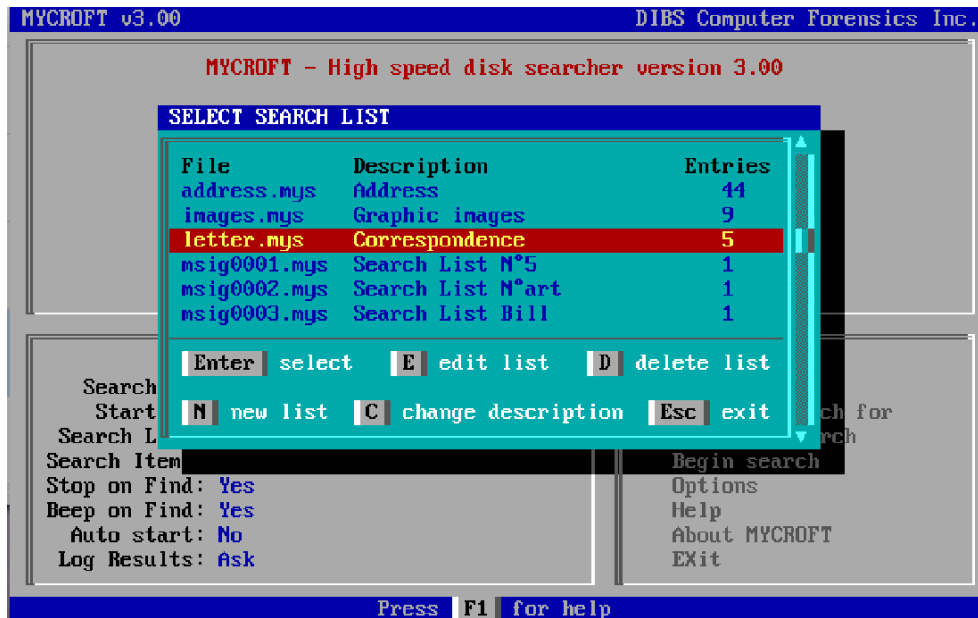 MYCROFT v3.00 DIBS Computer Forensics Inc.
MYCROFT - High speed disk searcher version 3.00
SELECT SEARCH LIST
File Description Entries
address.mys Address 44
images.mys Graphic images 9
letter.mys Correspondence 5
msig0001.mys Search List N°5 1
msig0002.mys Search List N°art 1
msig0003.mys Search List Bill 1
Enter select E edit list D delete list
N new list C change description Esc exit
Search
Start ch for
Search L rch
Search Item Begin search
Stop on Find: Yes Options
Beep on Find: Yes Help
Auto start: No About MYCROFT
Log Results: Ask EXit
Press F1 for help